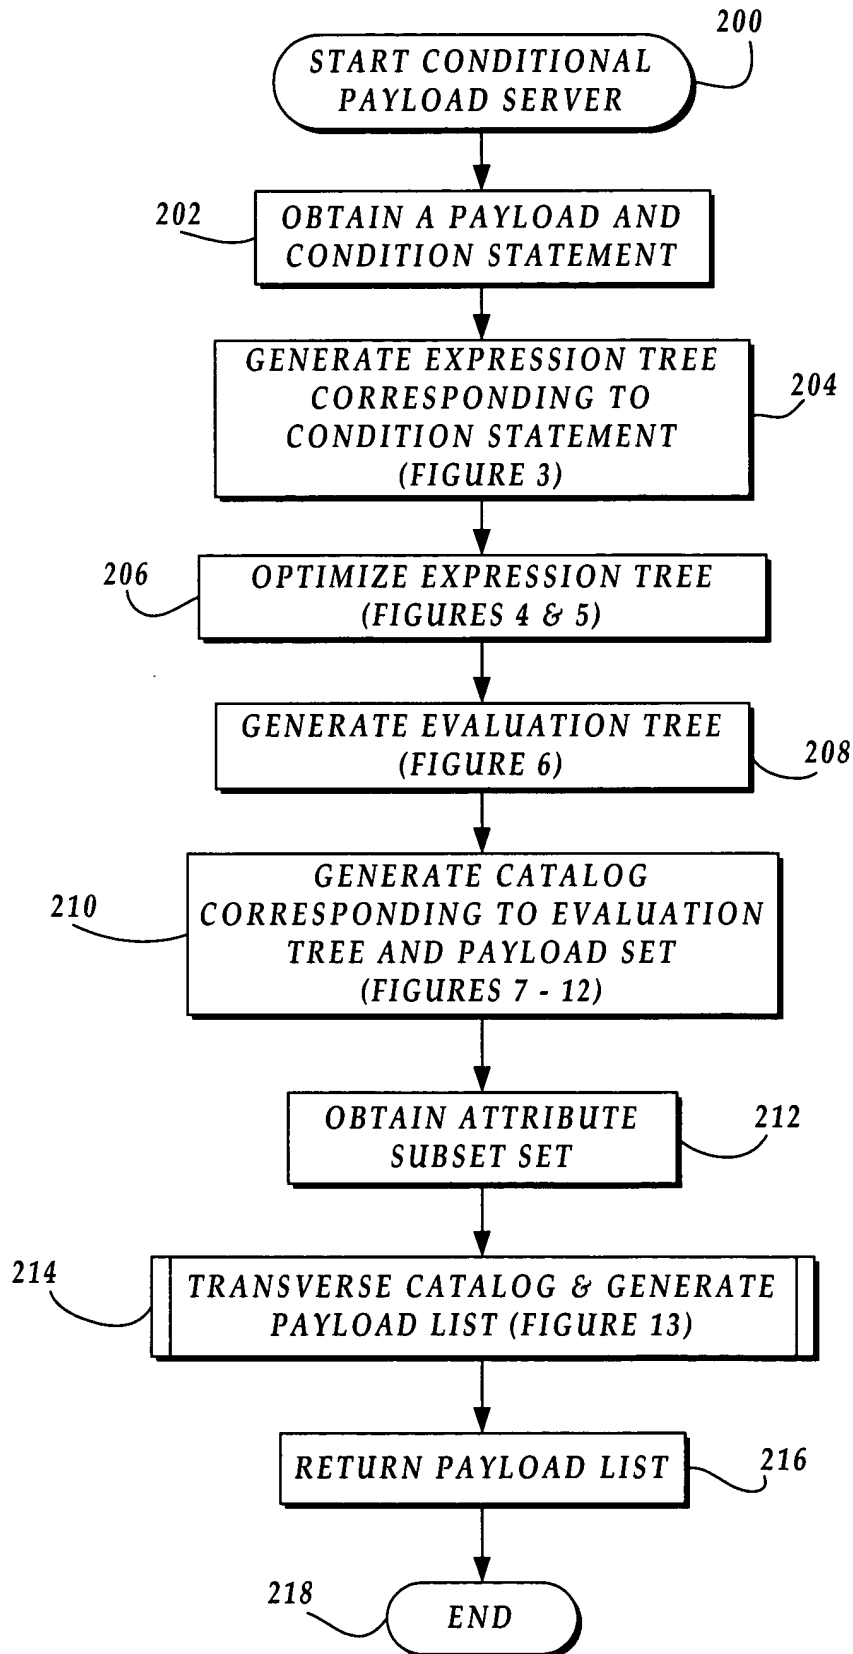 200
START CONDITIONAL
PAYLOAD SERVER
202
OBTAIN A PAYLOAD AND
CONDITION STATEMENT
GENERATE EXPRESSION TREE
CORRESPONDING TO
CONDITION STATEMENT
(FIGURE 3)
204
206
OPTIMIZE EXPRESSION TREE
(FIGURES 4 & 5)
GENERATE EVALUATION TREE
(FIGURE 6)
208
210
GENERATE CATALOG
CORRESPONDING TO EVALUATION
TREE AND PAYLOAD SET
(FIGURES 7 - 12)
OBTAIN ATTRIBUTE
SUBSET SET
212
214
TRANSVERSE CATALOG & GENERATE
PAYLOAD LIST (FIGURE 13)
RETURN PAYLOAD LIST
216
218
END